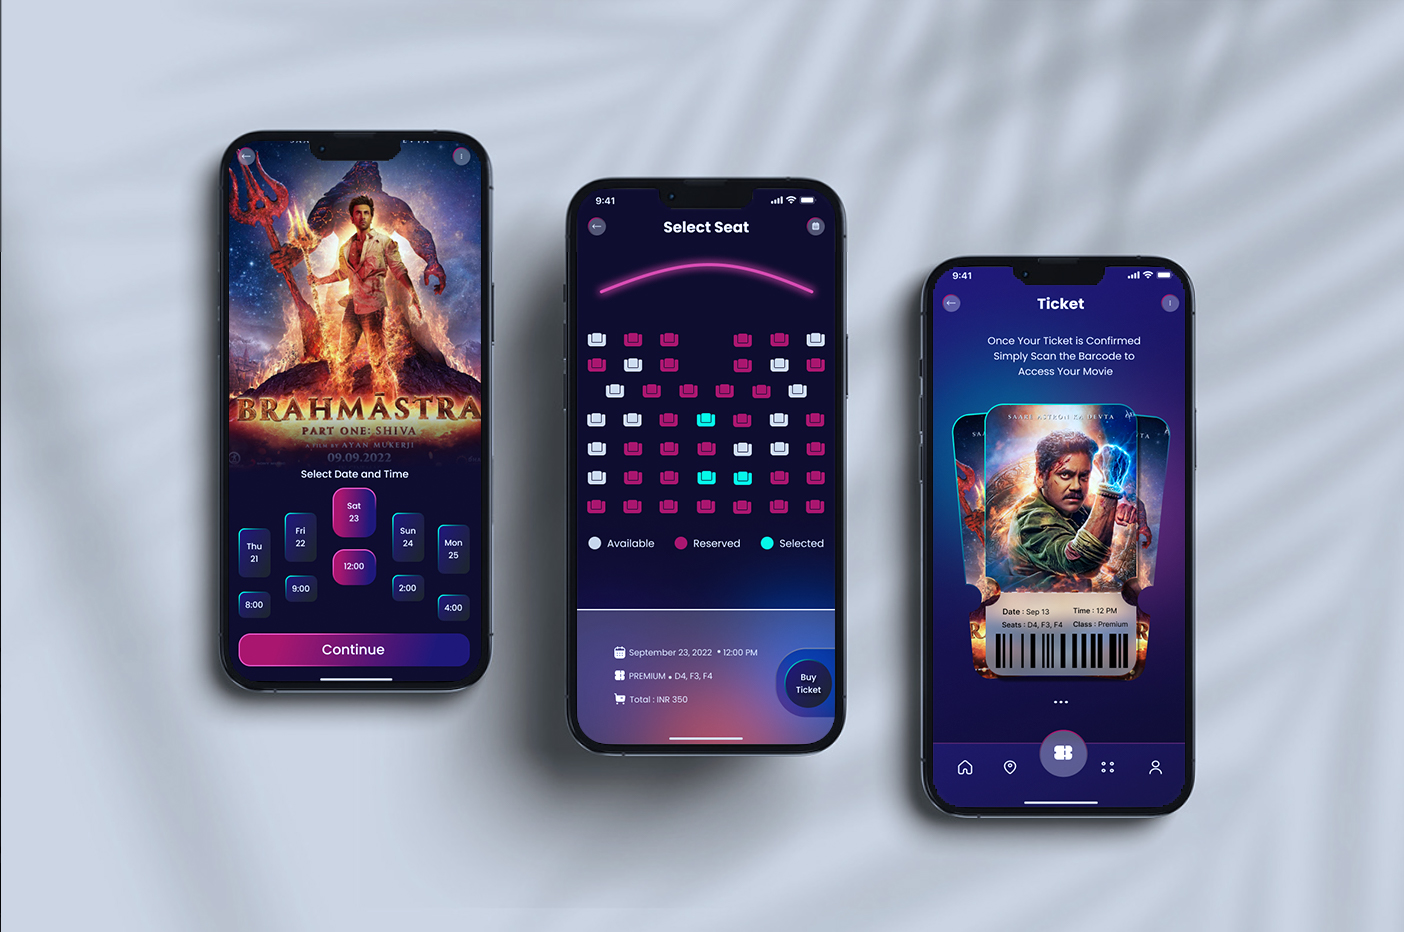 BRAHMĀSTRA
PART ONE: SHIVA
A FILM BY AYAN MUKERJI
09.09.2022
Select Date and Time
Thu
21
Fri
22
Sat
23
Sun
24
Mon
25
8:00
9:00
12:00
2:00
4:00
Continue
9:41
Select Seat
Available
Reserved
Selected
September 23, 2022 • 12:00 PM
PREMIUM • D4, F3, F4
Total : INR 350
Buy
Ticket
9:41
Ticket
Once Your Ticket is Confirmed
Simply Scan the Barcode to
Access Your Movie
SAARE ASTRON KA DEVTA
Date : Sep 13
Time : 12 PM
Seats : D4, F3, F4
Class : Premium